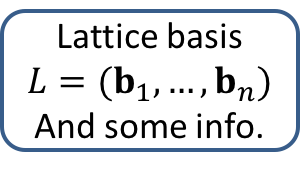 Lattice basis
L = (b₁, …, bₙ)
And some info.